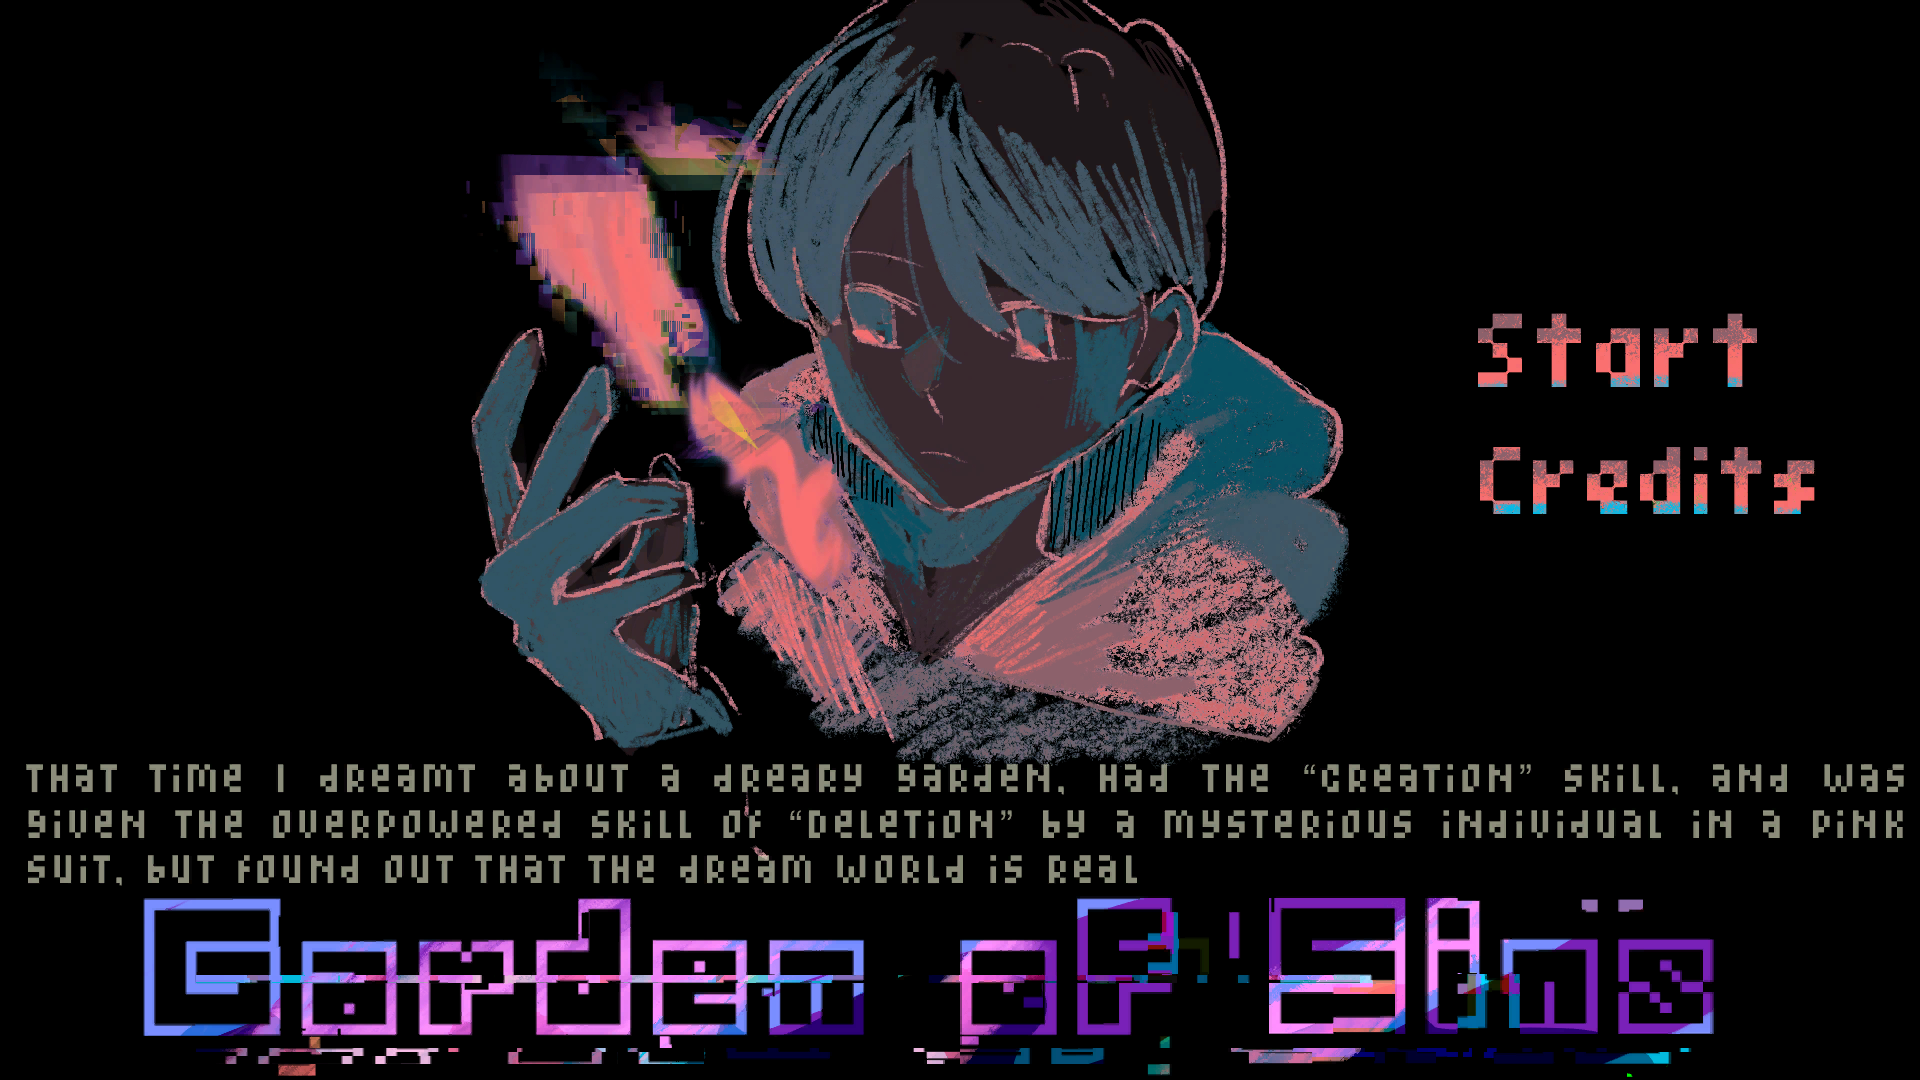 Start
Credits
That time I dreamt about a dreary garden, had the “Creation” skill, and was
given the overpowered skill of “Deletion” by a mysterious individual in a pink
suit, but found out that the dream world is real
Garden of Sins